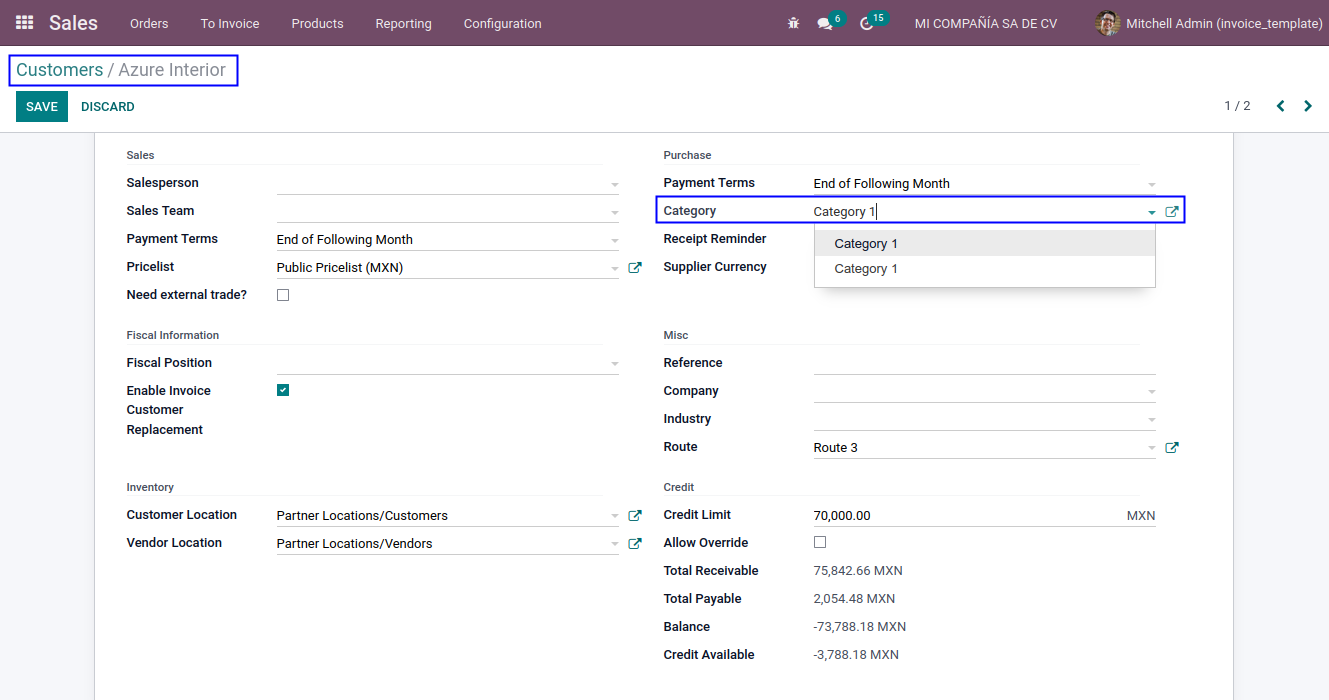 Sales Orders To Invoice Products Reporting Configuration 6 15 MI COMPAÑÍA SA DE CV Mitchell Admin (invoice_template)
Customers / Azure Interior
SAVE DISCARD 1 / 2
Sales
Salesperson
Sales Team
Payment Terms End of Following Month
Pricelist Public Pricelist (MXN)
Need external trade?
Purchase
Payment Terms End of Following Month
Category Category 1
Category 1
Category 1
Receipt Reminder
Supplier Currency
Fiscal Information
Fiscal Position
Enable Invoice
Customer
Replacement
Misc
Reference
Company
Industry
Route Route 3
Inventory
Customer Location Partner Locations/Customers
Vendor Location Partner Locations/Vendors
Credit
Credit Limit 70,000.00 MXN
Allow Override
Total Receivable 75,842.66 MXN
Total Payable 2,054.48 MXN
Balance -73,788.18 MXN
Credit Available -3,788.18 MXN